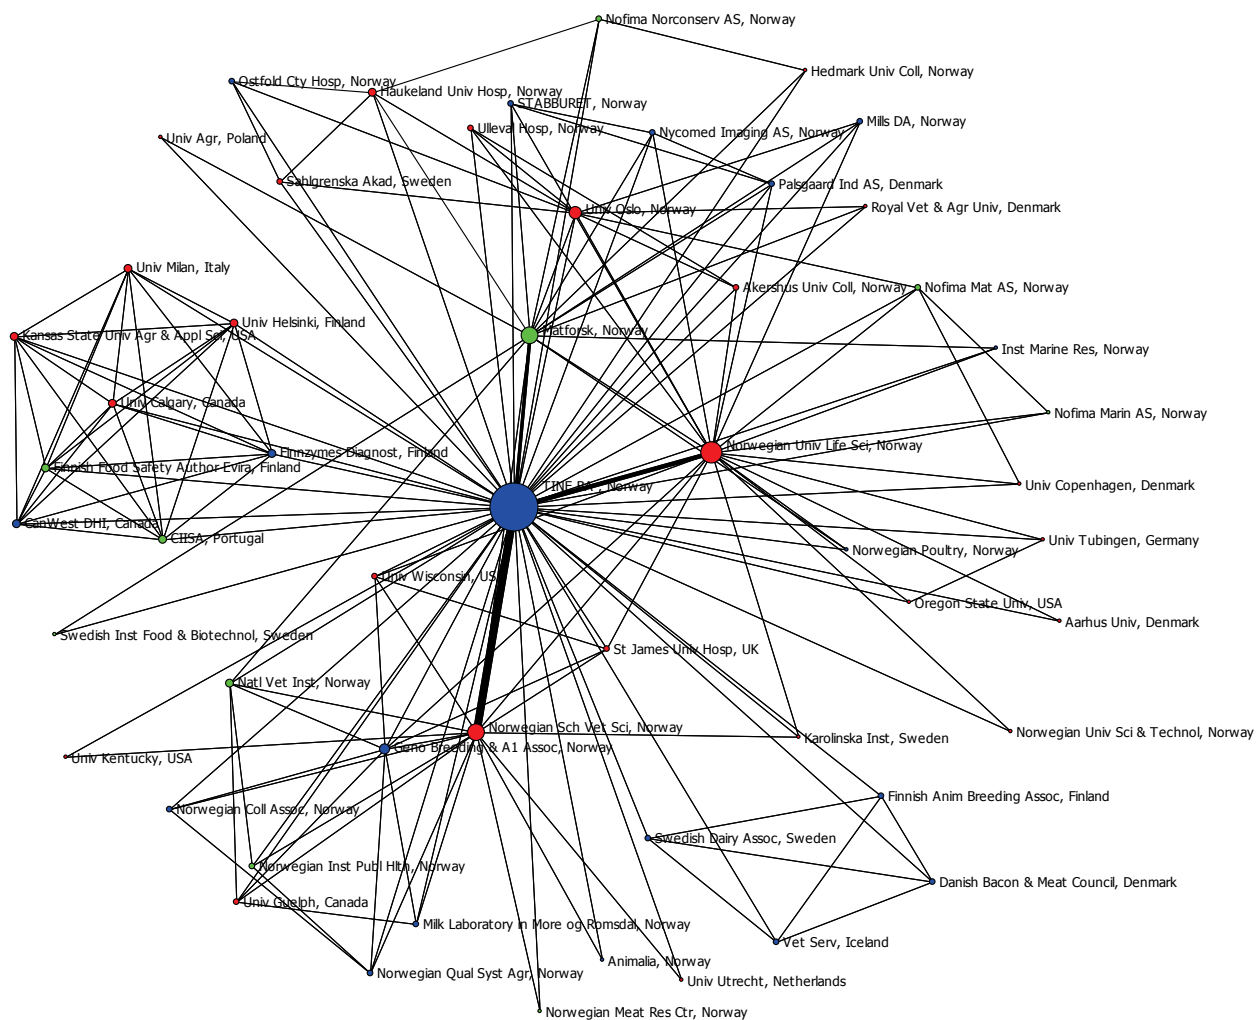 Nofima Norconserv AS, Norway
Hedmark Univ Coll, Norway
Ostfold Cty Hosp, Norway
Haukeland Univ Hosp, Norway
STABBURET, Norway
Mills DA, Norway
Ulleval Hosp, Norway
Nycomed Imaging AS, Norway
Univ Agr, Poland
Sahlgrenska Akad, Sweden
Palsgaard Ind AS, Denmark
Univ Oslo, Norway
Royal Vet & Agr Univ, Denmark
Univ Milan, Italy
Akershus Univ Coll, Norway
Nofima Mat AS, Norway
Univ Helsinki, Finland
Kansas State Univ Agr & Appl Sci, USA
Matforsk, Norway
Inst Marine Res, Norway
Univ Calgary, Canada
Nofima Marin AS, Norway
Norwegian Univ Life Sci, Norway
Finnzymes Diagnost, Finland
Finnish Food Safety Author Evira, Finland
TINE BA, Norway
Univ Copenhagen, Denmark
CanWest DHI, Canada
CIISA, Portugal
Univ Tubingen, Germany
Norwegian Poultry, Norway
Univ Wisconsin, US
Oregon State Univ, USA
Aarhus Univ, Denmark
Swedish Inst Food & Biotechnol, Sweden
St James Univ Hosp, UK
Natl Vet Inst, Norway
Norwegian Sch Vet Sci, Norway
Norwegian Univ Sci & Technol, Norway
Karolinska Inst, Sweden
Geno Breeding & A1 Assoc, Norway
Univ Kentucky, USA
Finnish Anim Breeding Assoc, Finland
Norwegian Coll Assoc, Norway
Swedish Dairy Assoc, Sweden
Norwegian Inst Publ Hlth, Norway
Danish Bacon & Meat Council, Denmark
Univ Guelph, Canada
Milk Laboratory in More og Romsdal, Norway
Vet Serv, Iceland
Animalia, Norway
Norwegian Qual Syst Agr, Norway
Univ Utrecht, Netherlands
Norwegian Meat Res Ctr, Norway